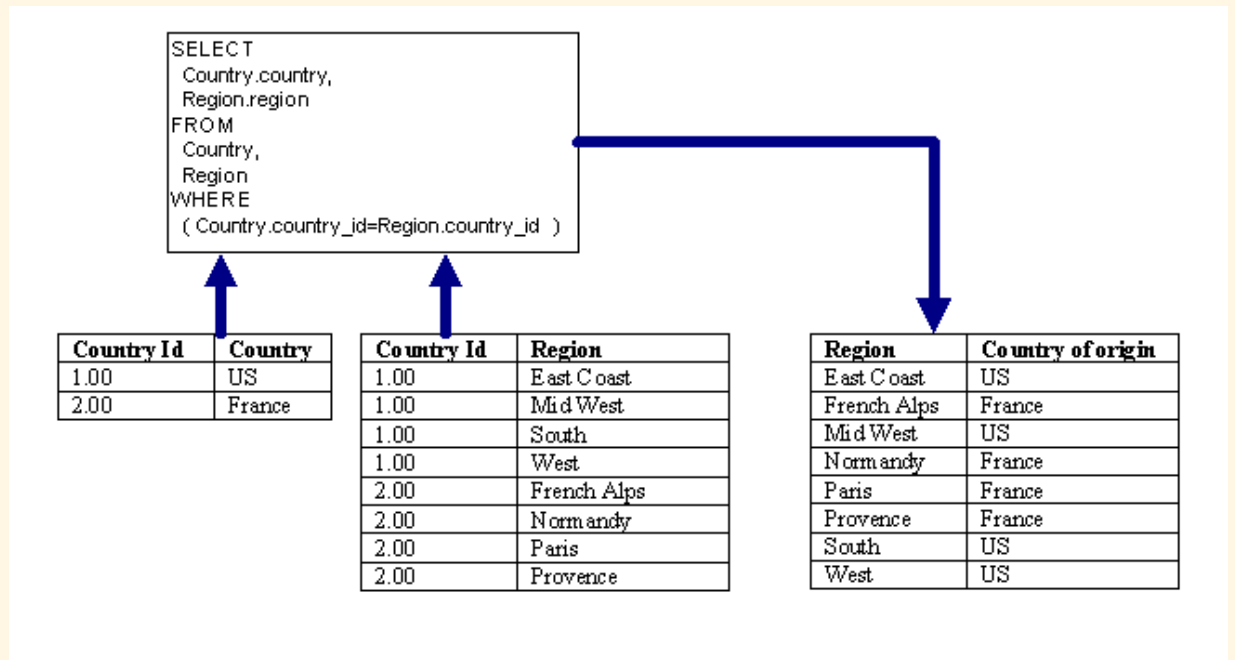 SELECT
Country.country,
Region.region
FROM
Country,
Region
WHERE
( Country.country_id=Region.country_id )
Country Id Country
1.00 US
2.00 France
Country Id Region
1.00 East Coast
1.00 Mid West
1.00 South
1.00 West
2.00 French Alps
2.00 Normandy
2.00 Paris
2.00 Provence
Region Country of origin
East Coast US
French Alps France
Mid West US
Normandy France
Paris France
Provence France
South US
West US